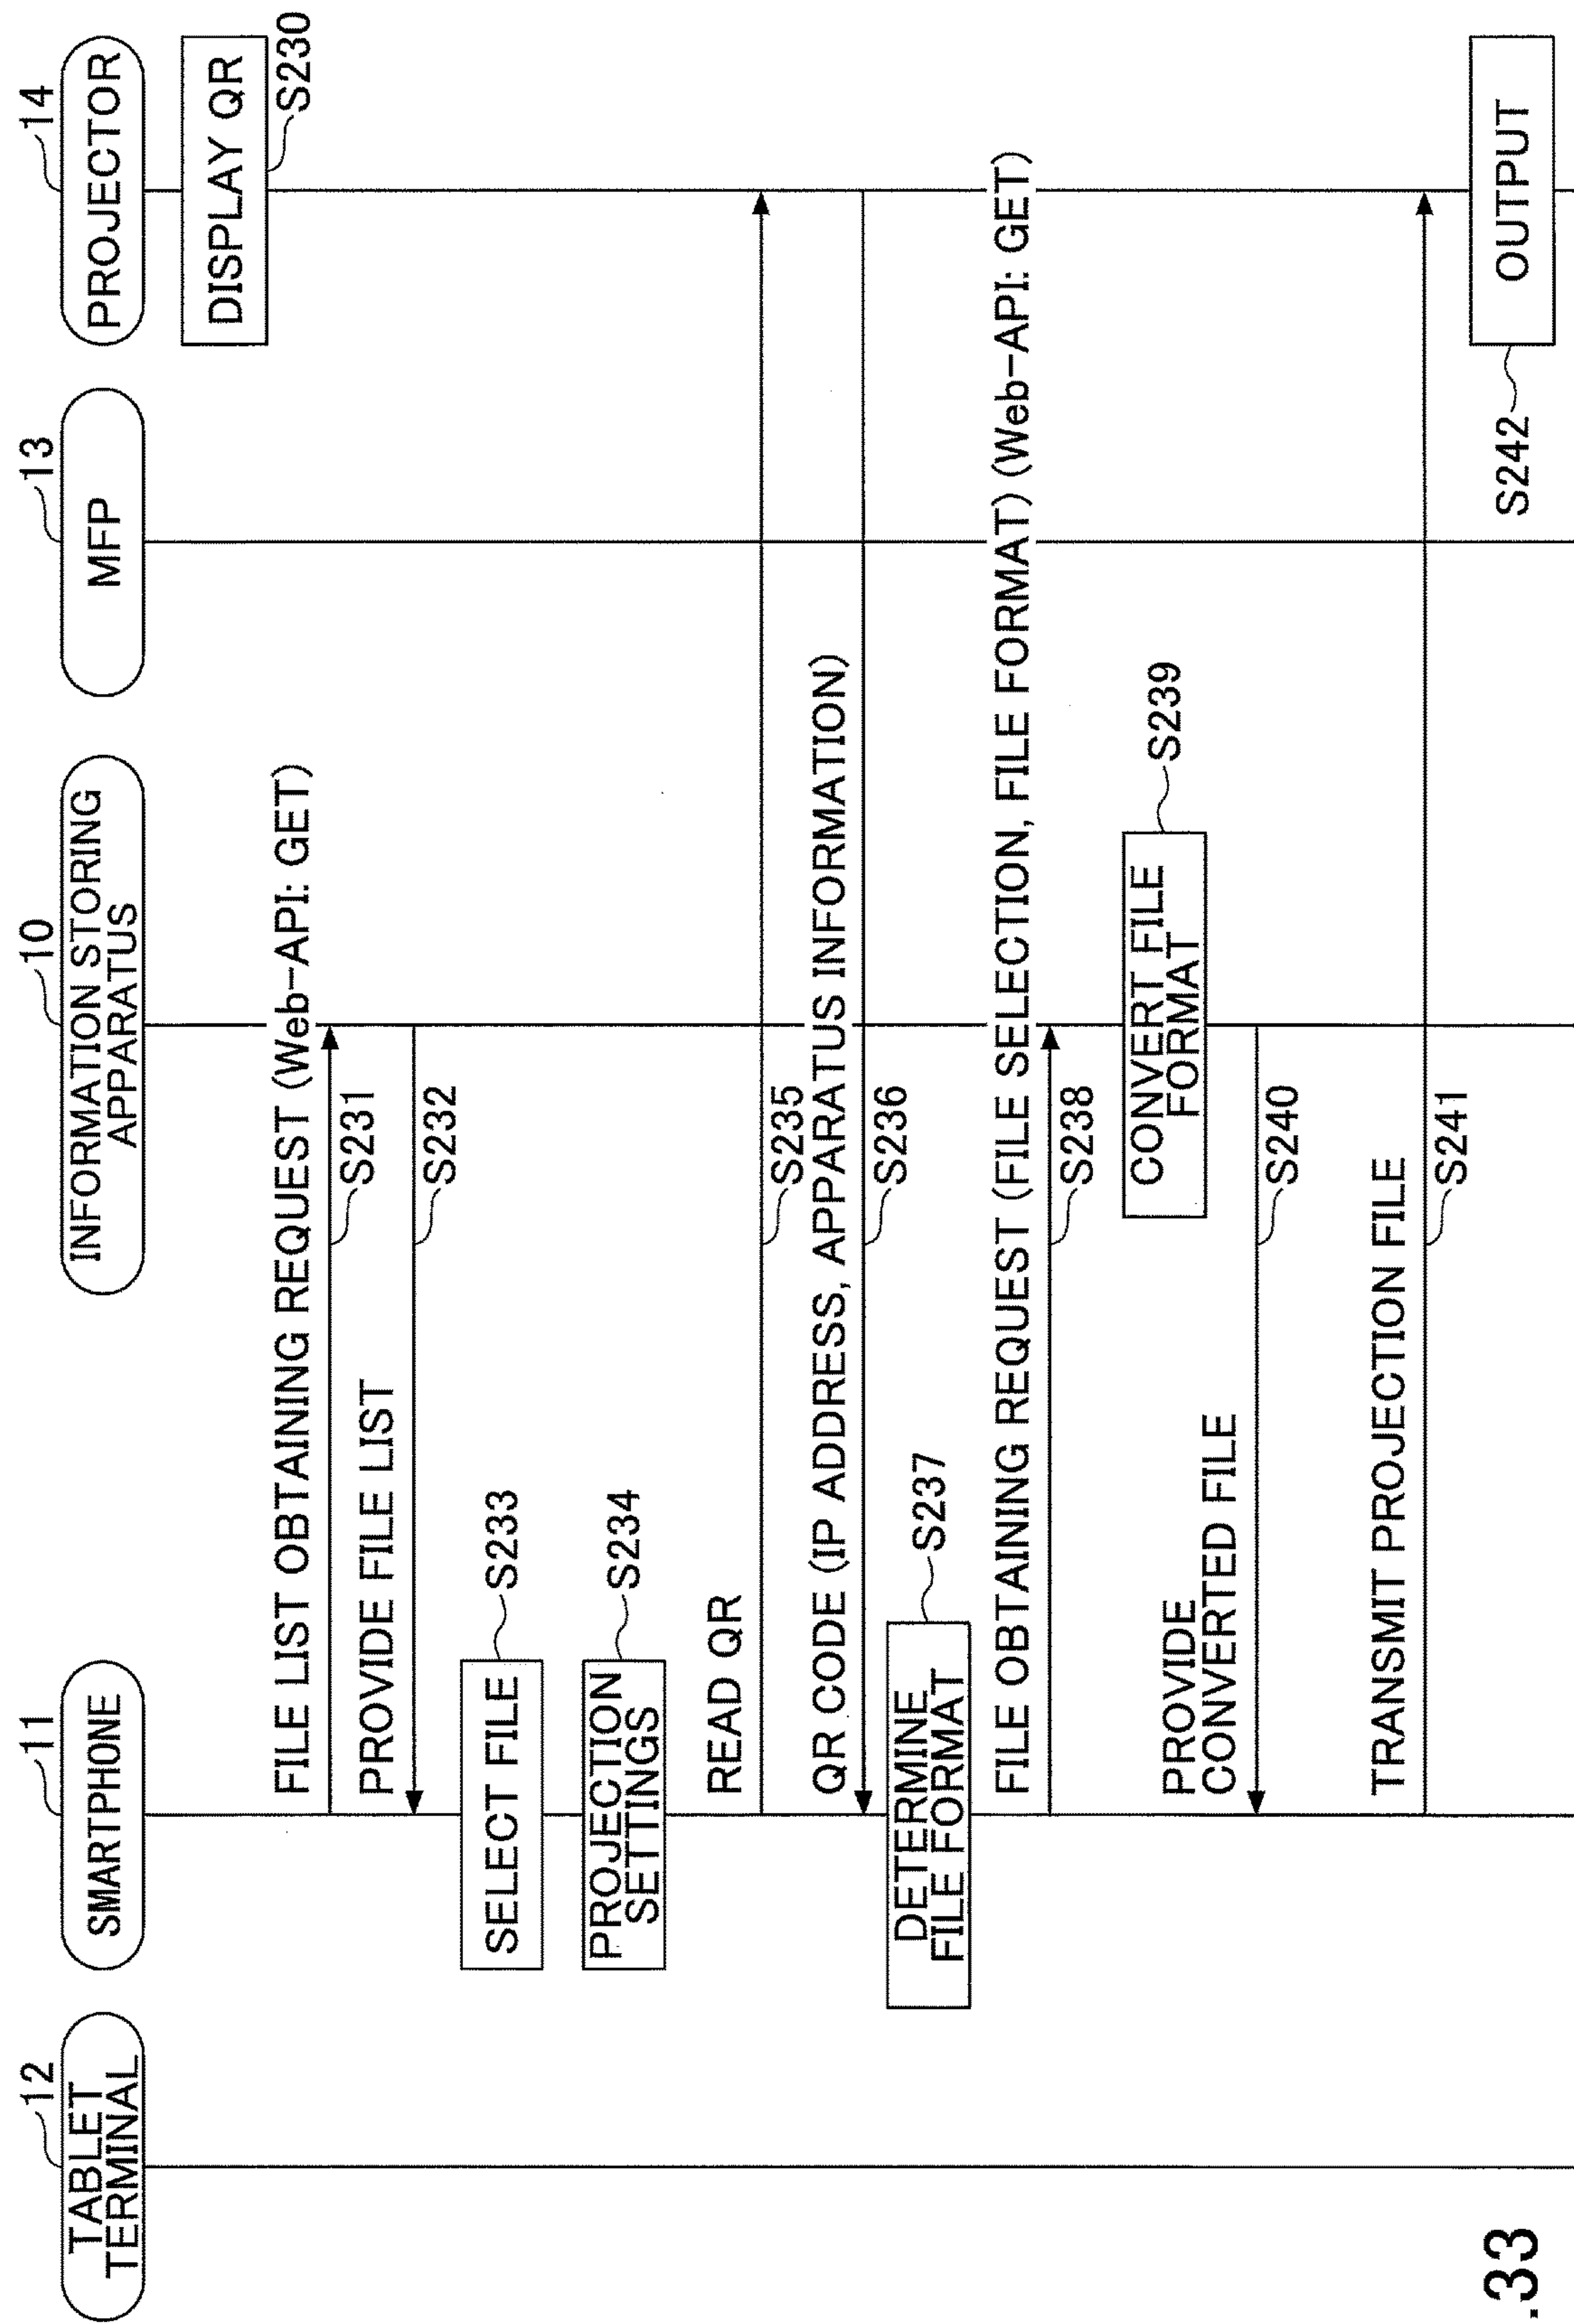 12
TABLET
TERMINAL
11
SMARTPHONE
10
INFORMATION STORING
APPARATUS
13
MFP
14
PROJECTOR
DISPLAY QR
S230
FILE LIST OBTAINING REQUEST (Web-API: GET)
S231
PROVIDE FILE LIST
S232
SELECT FILE
S233
PROJECTION
SETTINGS
S234
READ QR
S235
QR CODE (IP ADDRESS, APPARATUS INFORMATION)
S236
DETERMINE
FILE FORMAT
S237
FILE OBTAINING REQUEST (FILE SELECTION, FILE FORMAT) (Web-API: GET)
S238
CONVERT FILE
FORMAT
S239
PROVIDE
CONVERTED FILE
S240
TRANSMIT PROJECTION FILE
S241
OUTPUT
S242
.33